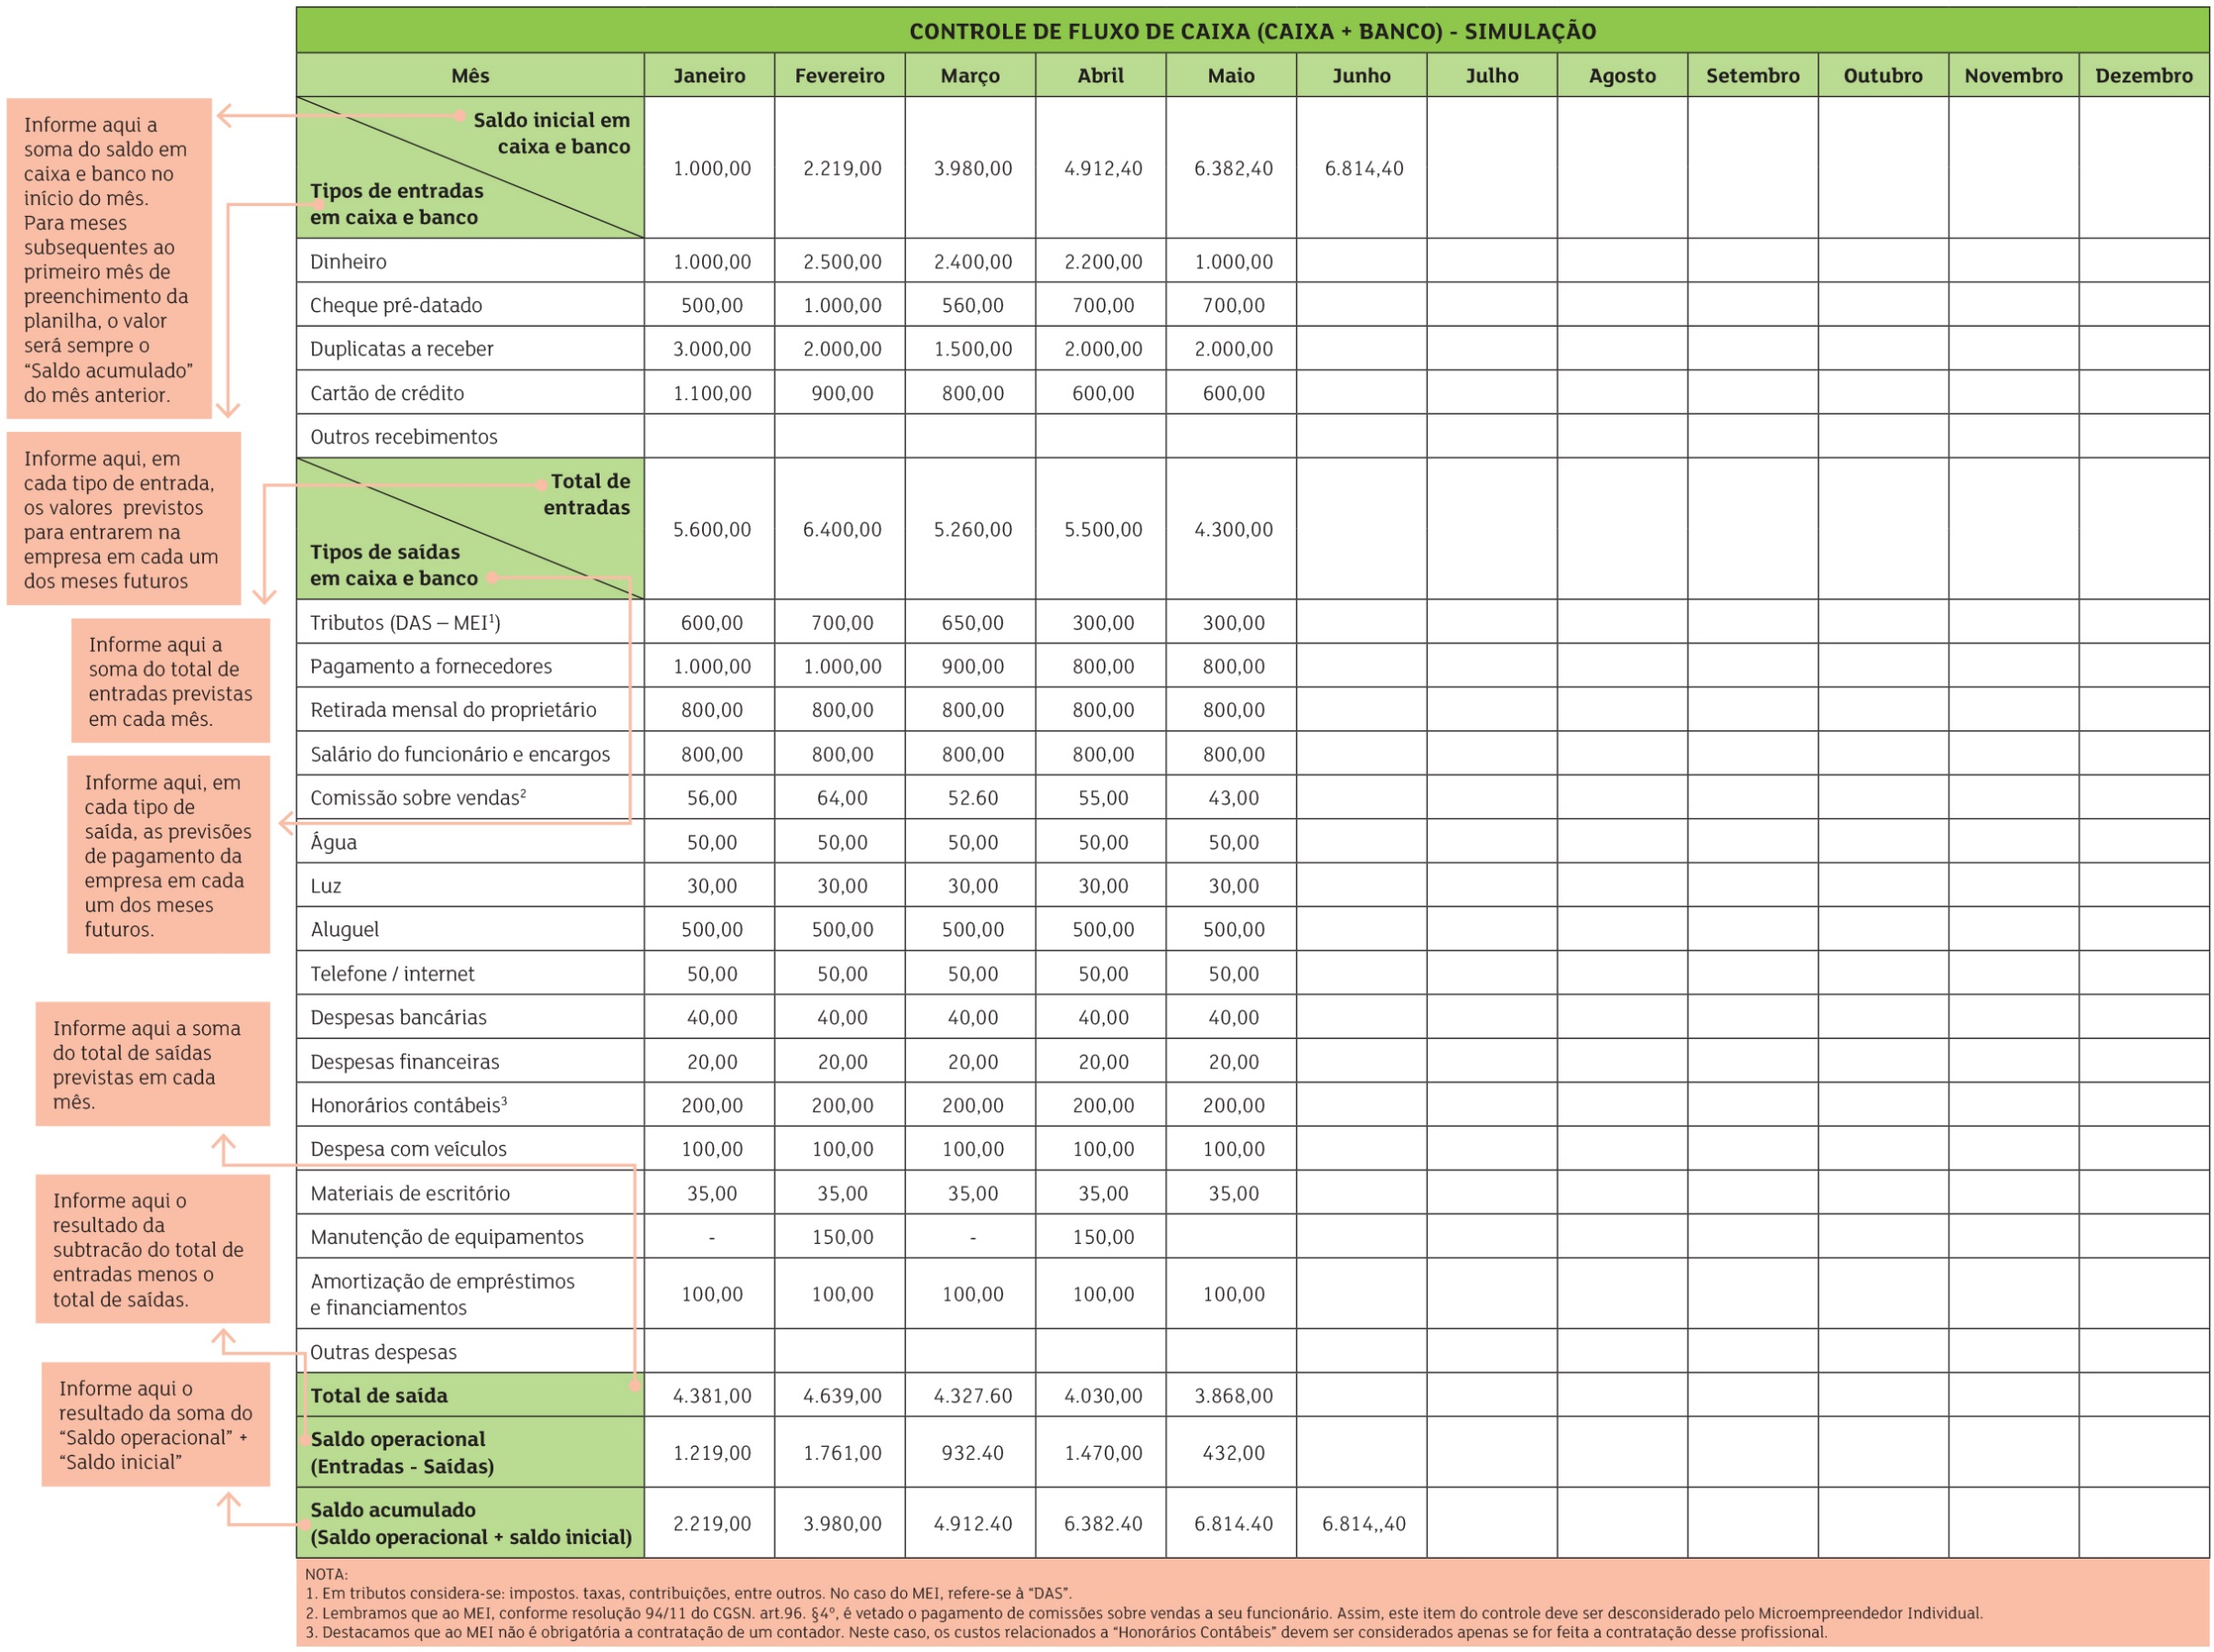 CONTROLE DE FLUXO DE CAIXA (CAIXA + BANCO) - SIMULAÇÃO
Mês Janeiro Fevereiro Março Abril Maio Junho Julho Agosto Setembro Outubro Novembro Dezembro
Saldo inicial em
caixa e banco
Tipos de entradas
em caixa e banco
1.000,00 2.219,00 3.980,00 4.912,40 6.382,40 6.814,40
Dinheiro 1.000,00 2.500,00 2.400,00 2.200,00 1.000,00
Cheque pré-datado 500,00 1.000,00 560,00 700,00 700,00
Duplicatas a receber 3.000,00 2.000,00 1.500,00 2.000,00 2.000,00
Cartão de crédito 1.100,00 900,00 800,00 600,00 600,00
Outros recebimentos
Total de
entradas
Tipos de saídas
em caixa e banco
5.600,00 6.400,00 5.260,00 5.500,00 4.300,00
Tributos (DAS – MEI¹) 600,00 700,00 650,00 300,00 300,00
Pagamento a fornecedores 1.000,00 1.000,00 900,00 800,00 800,00
Retirada mensal do proprietário 800,00 800,00 800,00 800,00 800,00
Salário do funcionário e encargos 800,00 800,00 800,00 800,00 800,00
Comissão sobre vendas² 56,00 64,00 52.60 55,00 43,00
Água 50,00 50,00 50,00 50,00 50,00
Luz 30,00 30,00 30,00 30,00 30,00
Aluguel 500,00 500,00 500,00 500,00 500,00
Telefone / internet 50,00 50,00 50,00 50,00 50,00
Despesas bancárias 40,00 40,00 40,00 40,00 40,00
Despesas financeiras 20,00 20,00 20,00 20,00 20,00
Honorários contábeis³ 200,00 200,00 200,00 200,00 200,00
Despesa com veículos 100,00 100,00 100,00 100,00 100,00
Materiais de escritório 35,00 35,00 35,00 35,00 35,00
Manutenção de equipamentos - 150,00 - 150,00
Amortização de empréstimos
e financiamentos
100,00 100,00 100,00 100,00 100,00
Outras despesas
Total de saída 4.381,00 4.639,00 4.327.60 4.030,00 3.868,00
Saldo operacional
(Entradas - Saídas)
1.219,00 1.761,00 932.40 1.470,00 432,00
Saldo acumulado
(Saldo operacional + saldo inicial)
2.219,00 3.980,00 4.912.40 6.382.40 6.814.40 6.814,,40
Informe aqui a
soma do saldo em
caixa e banco no
início do mês.
Para meses
subsequentes ao
primeiro mês de
preenchimento da
planilha, o valor
será sempre o
“Saldo acumulado”
do mês anterior.
Informe aqui, em
cada tipo de entrada,
os valores previstos
para entrarem na
empresa em cada um
dos meses futuros
Informe aqui a
soma do total de
entradas previstas
em cada mês.
Informe aqui, em
cada tipo de
saída, as previsões
de pagamento da
empresa em cada
um dos meses
futuros.
Informe aqui a soma
do total de saídas
previstas em cada
mês.
Informe aqui o
resultado da
subtracão do total de
entradas menos o
total de saídas.
Informe aqui o
resultado da soma do
“Saldo operacional” +
“Saldo inicial”
NOTA:
1. Em tributos considera-se: impostos. taxas, contribuições, entre outros. No caso do MEI, refere-se à “DAS”.
2. Lembramos que ao MEI, conforme resolução 94/11 do CGSN. art.96. §4º, é vetado o pagamento de comissões sobre vendas a seu funcionário. Assim, este item do controle deve ser desconsiderado pelo Microempreendedor Individual.
3. Destacamos que ao MEI não é obrigatória a contratação de um contador. Neste caso, os custos relacionados a “Honorários Contábeis” devem ser considerados apenas se for feita a contratação desse profissional.